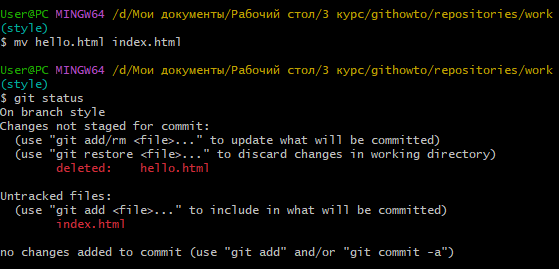 User@PC MINGW64 /d/Мои документы/Рабочий стол/3 курс/githowto/repositories/work
(style)
$ mv hello.html index.html
User@PC MINGW64 /d/Мои документы/Рабочий стол/3 курс/githowto/repositories/work
(style)
$ git status
On branch style
Changes not staged for commit:
  (use "git add/rm <file>..." to update what will be committed)
  (use "git restore <file>..." to discard changes in working directory)
        deleted:    hello.html
Untracked files:
  (use "git add <file>..." to include in what will be committed)
        index.html
no changes added to commit (use "git add" and/or "git commit -a")